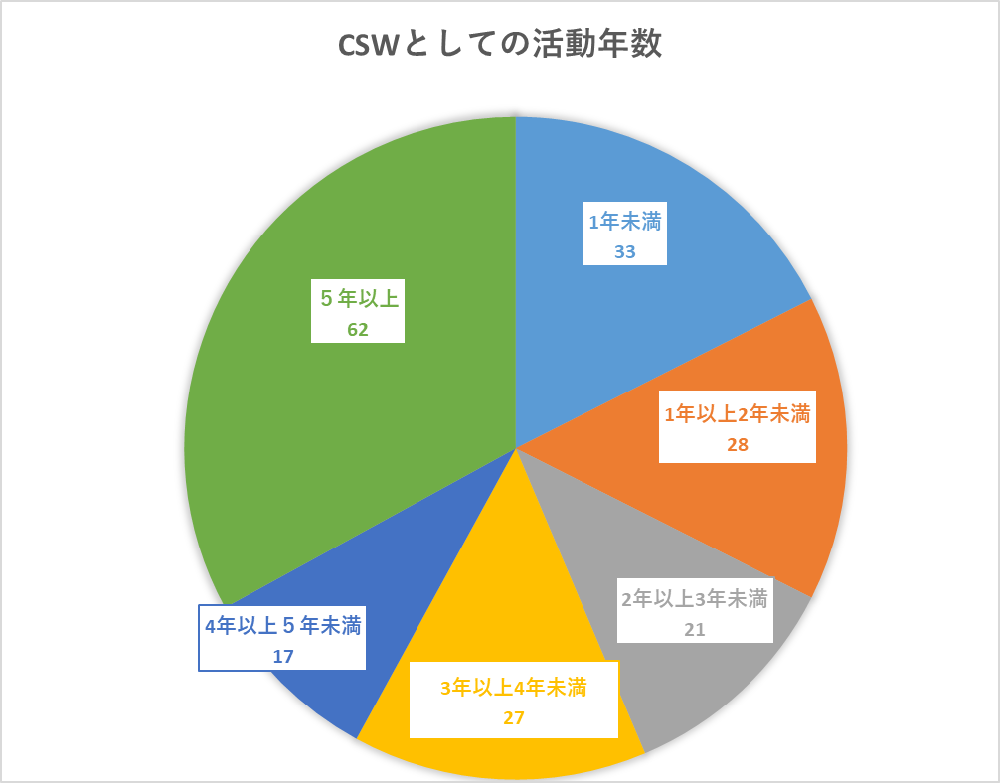 CSWとしての活動年数
1年未満
33
1年以上2年未満
28
2年以上3年未満
21
3年以上4年未満
27
4年以上５年未満
17
５年以上
62